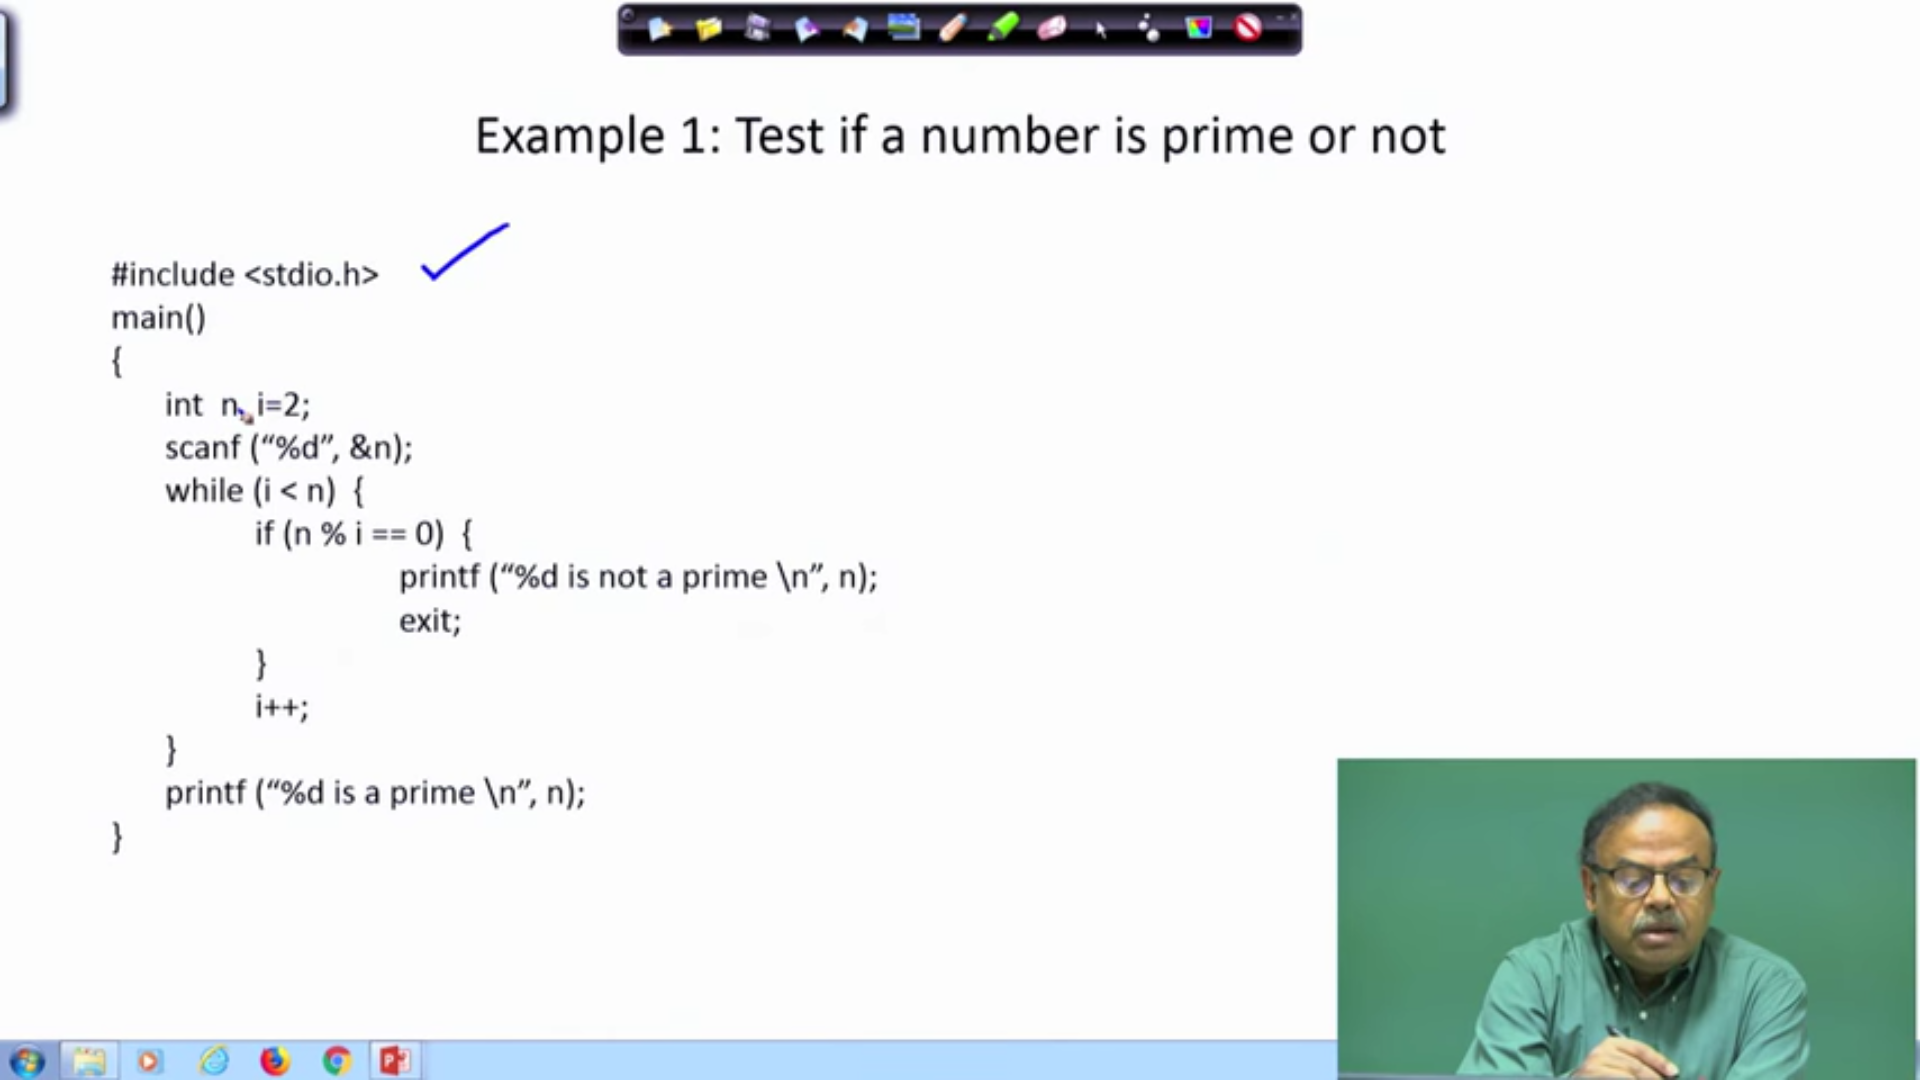 Example 1: Test if a number is prime or not
#include <stdio.h>
main()
{
int n, i=2;
scanf (“%d”, &n);
while (i < n) {
if (n % i == 0) {
printf (“%d is not a prime \n”, n);
exit;
}
i++;
}
printf (“%d is a prime \n”, n);
}